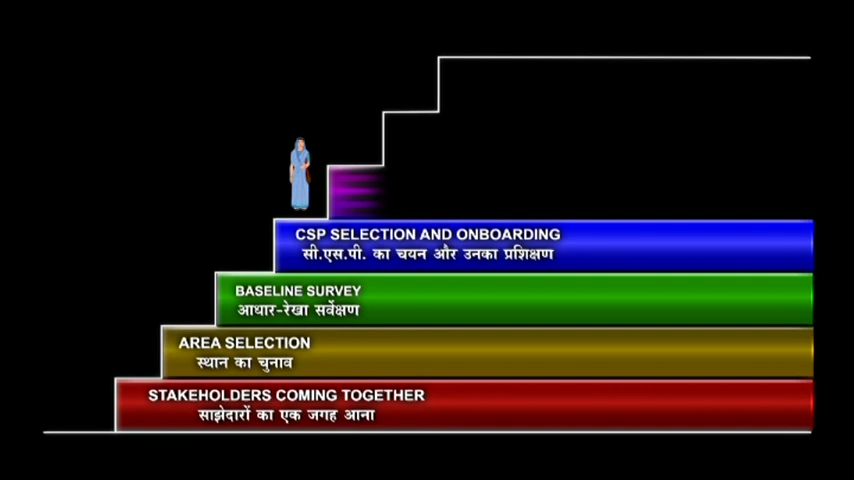 CSP SELECTION AND ONBOARDING
सी.एस.पी. का चयन और उनका प्रशिक्षण
BASELINE SURVEY
आधार-रेखा सर्वेक्षण
AREA SELECTION
स्थान का चुनाव
STAKEHOLDERS COMING TOGETHER
साझेदारों का एक जगह आना